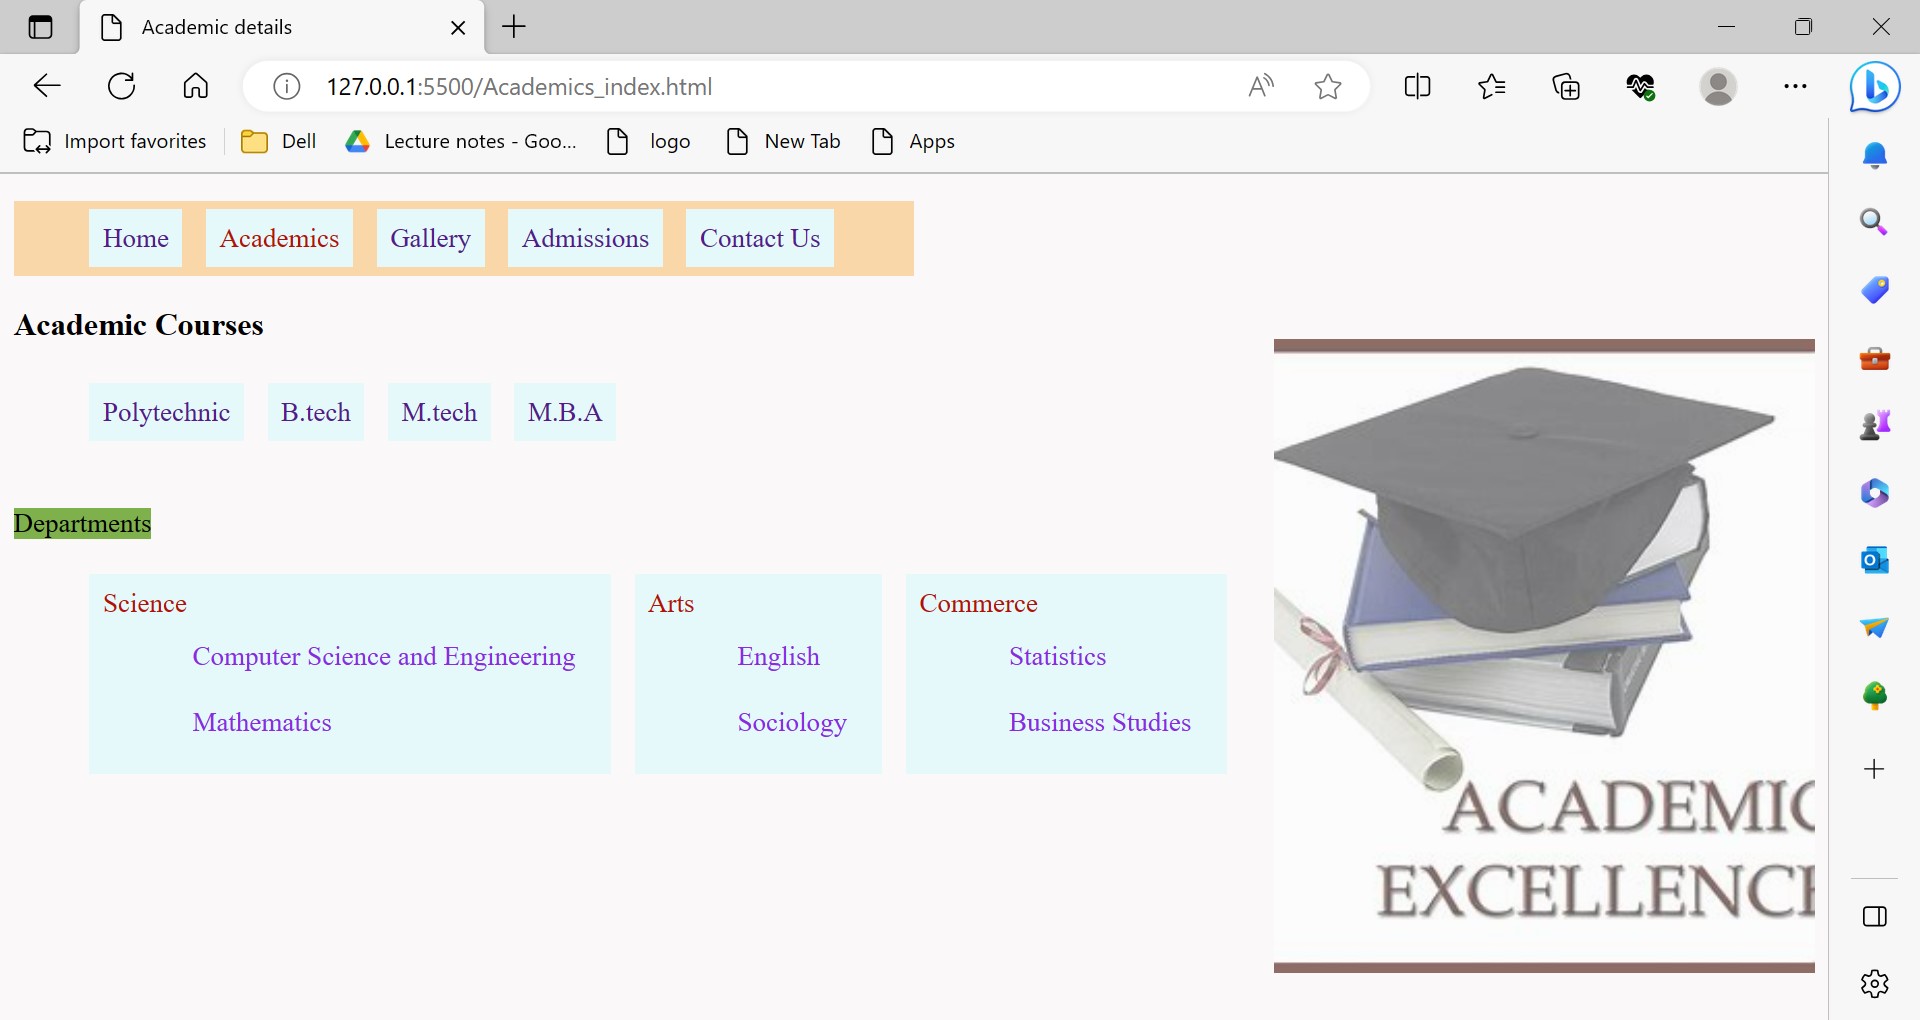 Academic details
127.0.0.1:5500/Academics_index.html
Import favorites Dell Lecture notes - Goo... logo New Tab Apps
Home Academics Gallery Admissions Contact Us
Academic Courses
Polytechnic B.tech M.tech M.B.A
Departments
Science Arts Commerce
Computer Science and Engineering English Statistics
Mathematics Sociology Business Studies
ACADEMIC
EXCELLENCE